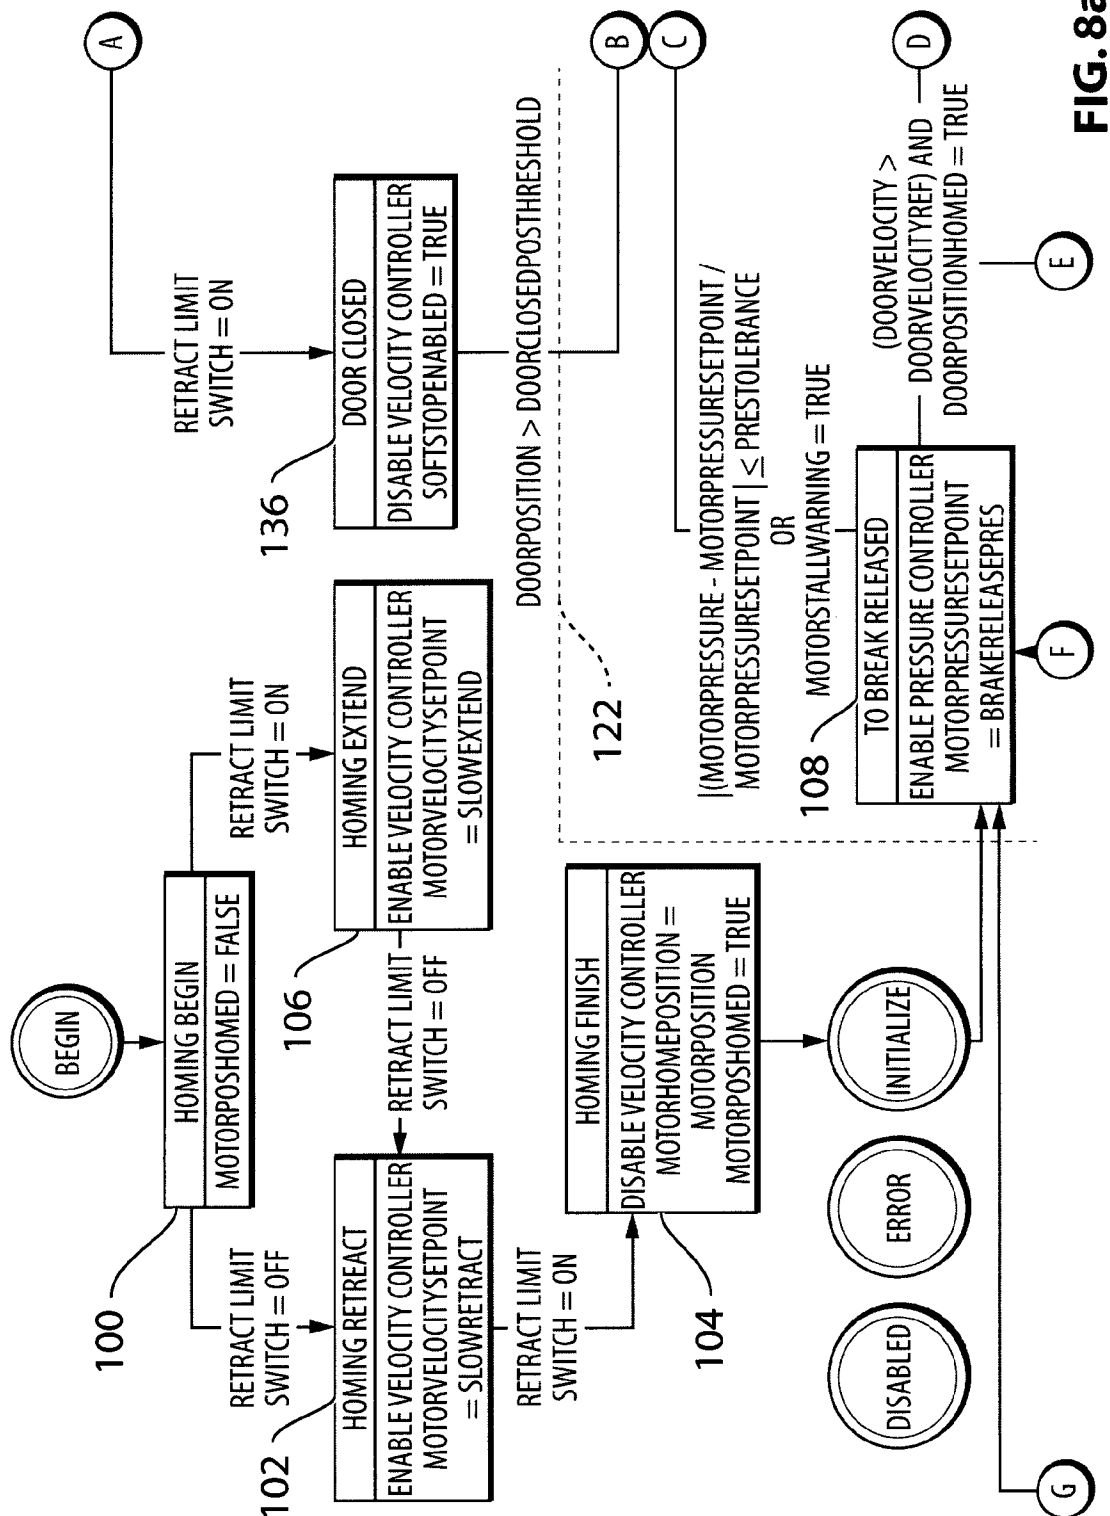 BEGIN
100
HOMING BEGIN
MOTORPOSHOMED = FALSE
RETRACT LIMIT
SWITCH = OFF
RETRACT LIMIT
SWITCH = ON
102
HOMING RETREACT
ENABLE VELOCITY CONTROLLER
MOTORVELOCITYSETPOINT
= SLOWRETRACT
RETRACT LIMIT
SWITCH = OFF
106
HOMING EXTEND
ENABLE VELOCITY CONTROLLER
MOTORVELOCITYSETPOINT
= SLOWEXTEND
RETRACT LIMIT
SWITCH = ON
A
136
DOOR CLOSED
DISABLE VELOCITY CONTROLLER
SOFTSTOPENABLED = TRUE
DOORPOSITION > DOORCLOSEDPOSTHRESHOLD
B
RETRACT LIMIT
SWITCH = ON
104
HOMING FINISH
DISABLE VELOCITY CONTROLLER
MOTORHOMEPOSITION =
MOTORPOSITION
MOTORPOSHOMED = TRUE
122
C
|(MOTORPRESSURE - MOTORPRESSURESETPOINT /
MOTORPRESSURESETPOINT | ≤ PRESTOLERANCE
OR
MOTORSTALLWARNING = TRUE
108
TO BREAK RELEASED
ENABLE PRESSURE CONTROLLER
MOTORPRESSURESETPOINT
= BRAKERELEASEPRES
(DOORVELOCITY >
DOORVELOCITYREF) AND
DOORPOSITIONHOMED = TRUE
D
DISABLED
ERROR
INITIALIZE
G
F
E
FIG. 8a